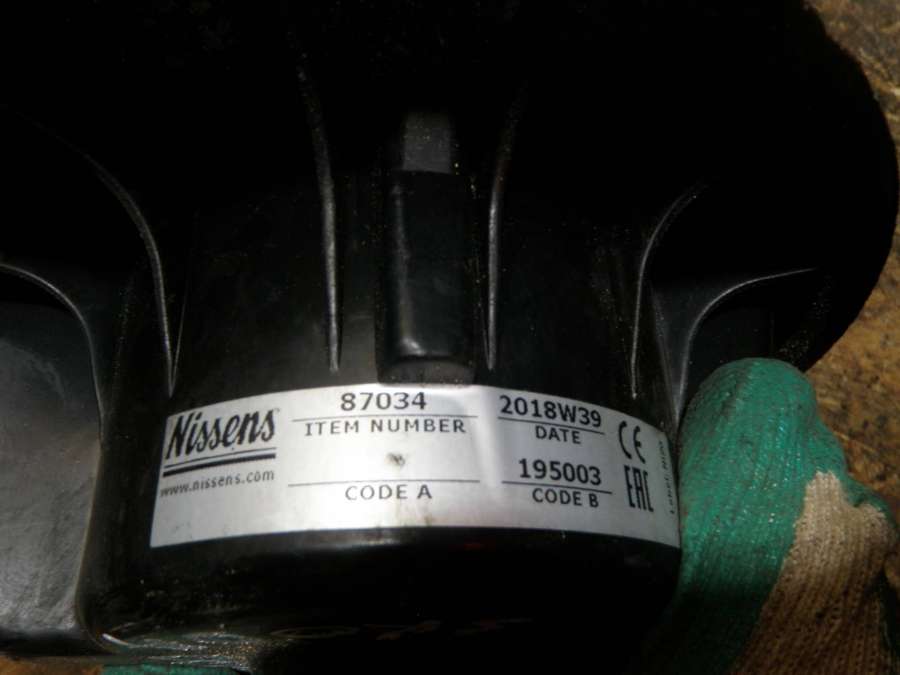 Nissens
www.nissens.com
87034
ITEM NUMBER
CODE A
2018W39
DATE
195003
CODE B
CE
EAC